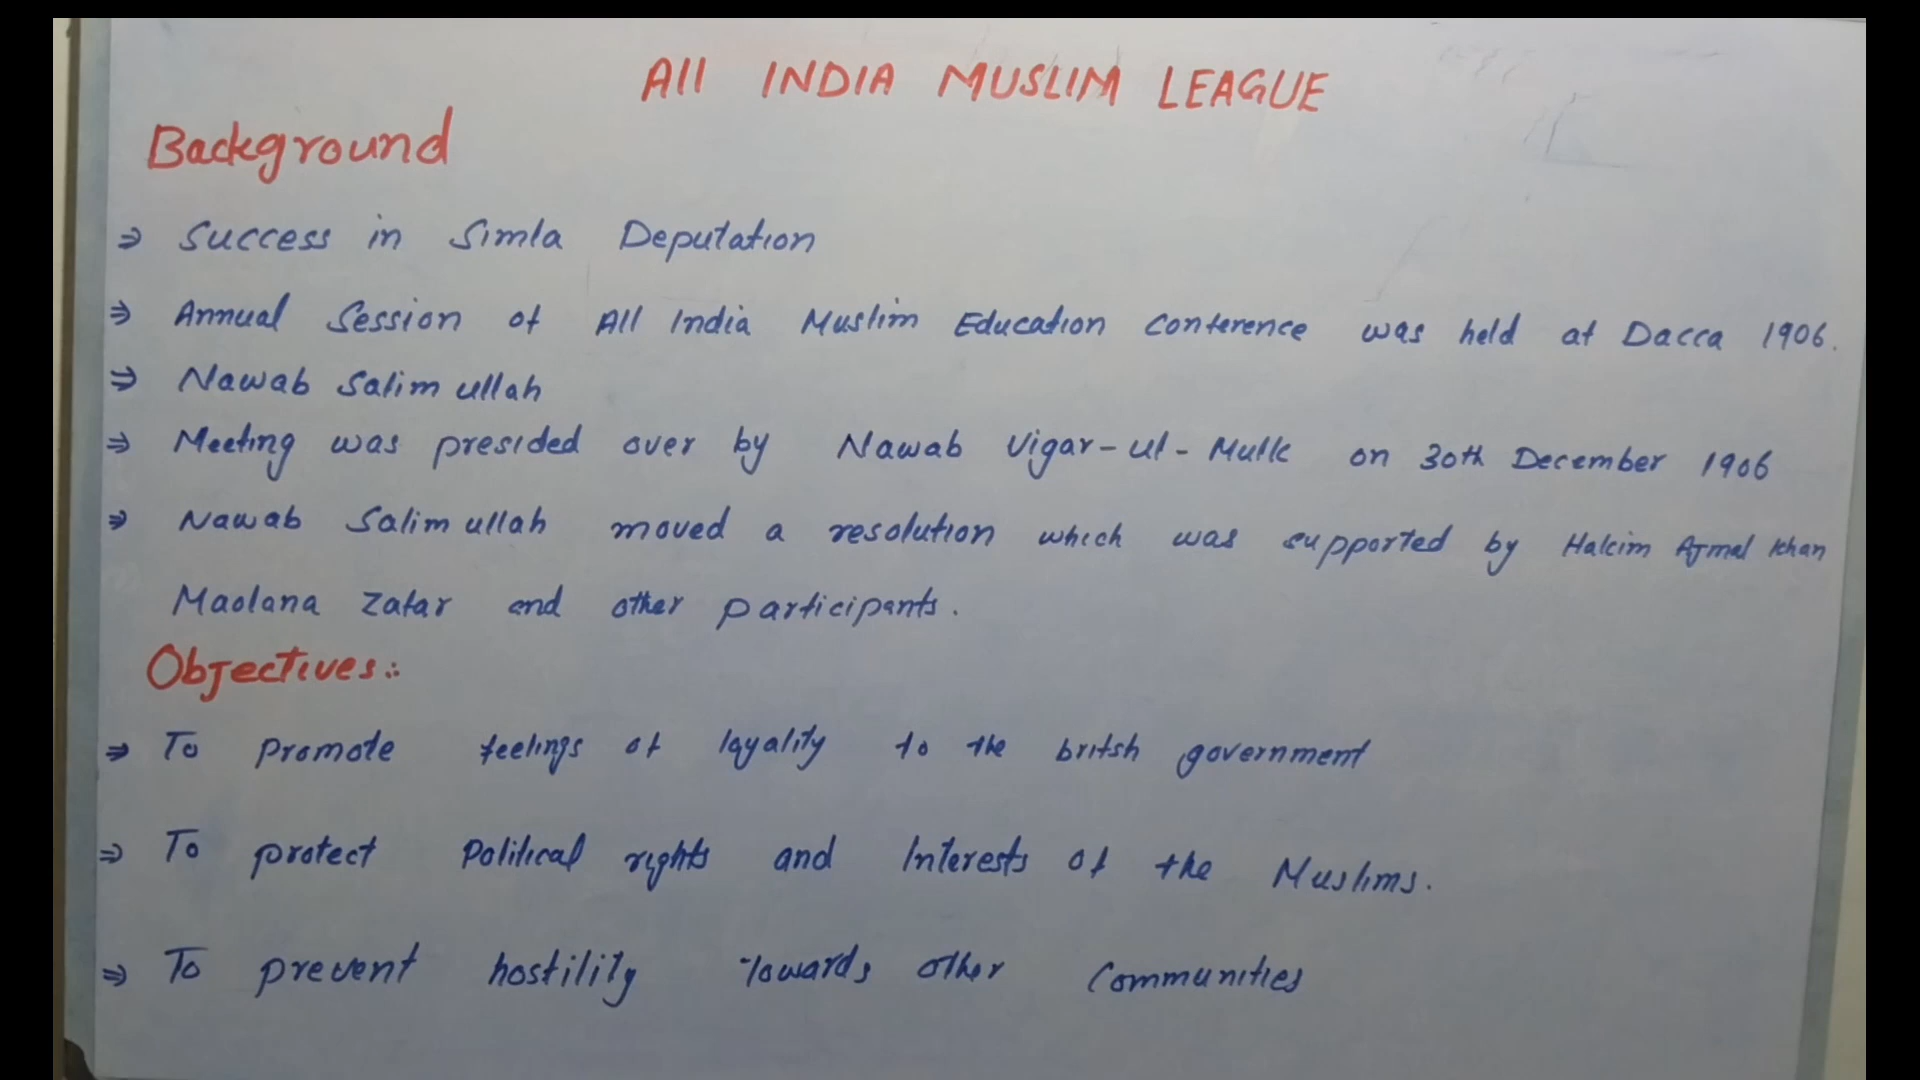 All INDIA MUSLIM LEAGUE
Background
⇒ Success in Simla Deputation
⇒ Annual Session of All India Muslim Education Conference was held at Dacca 1906.
⇒ Nawab Salim ullah
⇒ Meeting was presided over by Nawab Viqar-ul-Mulk on 30th December 1906
⇒ Nawab Salim ullah moved a resolution which was supported by Hakim Ajmal Khan
Maolana Zafar and other participants.
Objectives:-
⇒ To promote feelings of loyality to the britsh government
⇒ To protect Political rights and Interests of the Muslims.
⇒ To prevent hostility towards other Communities